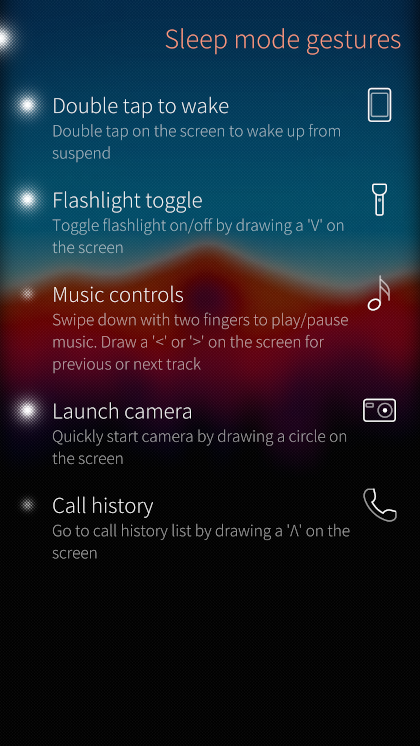 Sleep mode gestures
Double tap to wake
Double tap on the screen to wake up from
suspend
Flashlight toggle
Toggle flashlight on/off by drawing a 'V' on
the screen
Music controls
Swipe down with two fingers to play/pause
music. Draw a '<' or '>' on the screen for
previous or next track
Launch camera
Quickly start camera by drawing a circle on
the screen
Call history
Go to call history list by drawing a 'Λ' on the
screen